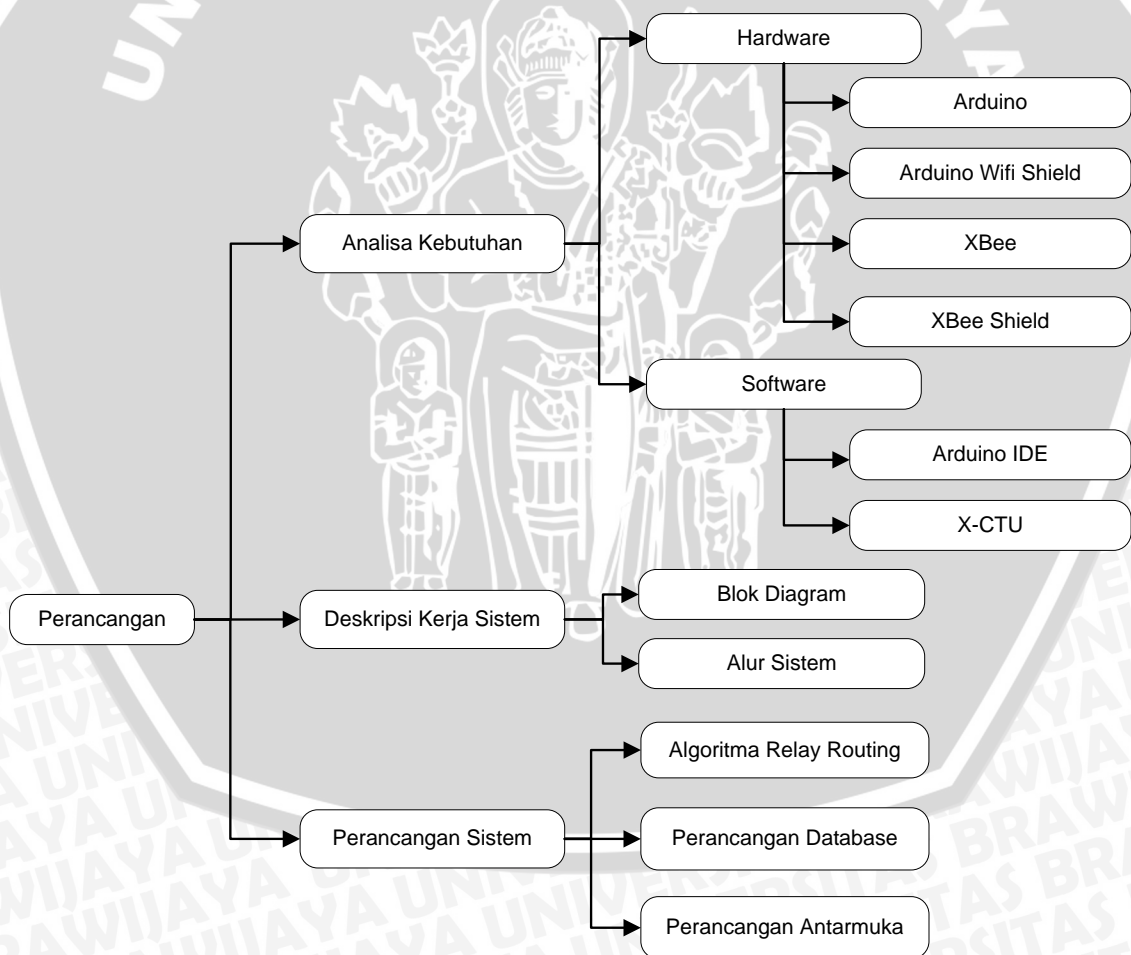 Hardware
Arduino
Arduino Wifi Shield
Analisa Kebutuhan
XBee
XBee Shield
Software
Arduino IDE
X-CTU
Perancangan
Deskripsi Kerja Sistem
Blok Diagram
Alur Sistem
Algoritma Relay Routing
Perancangan Sistem
Perancangan Database
Perancangan Antarmuka